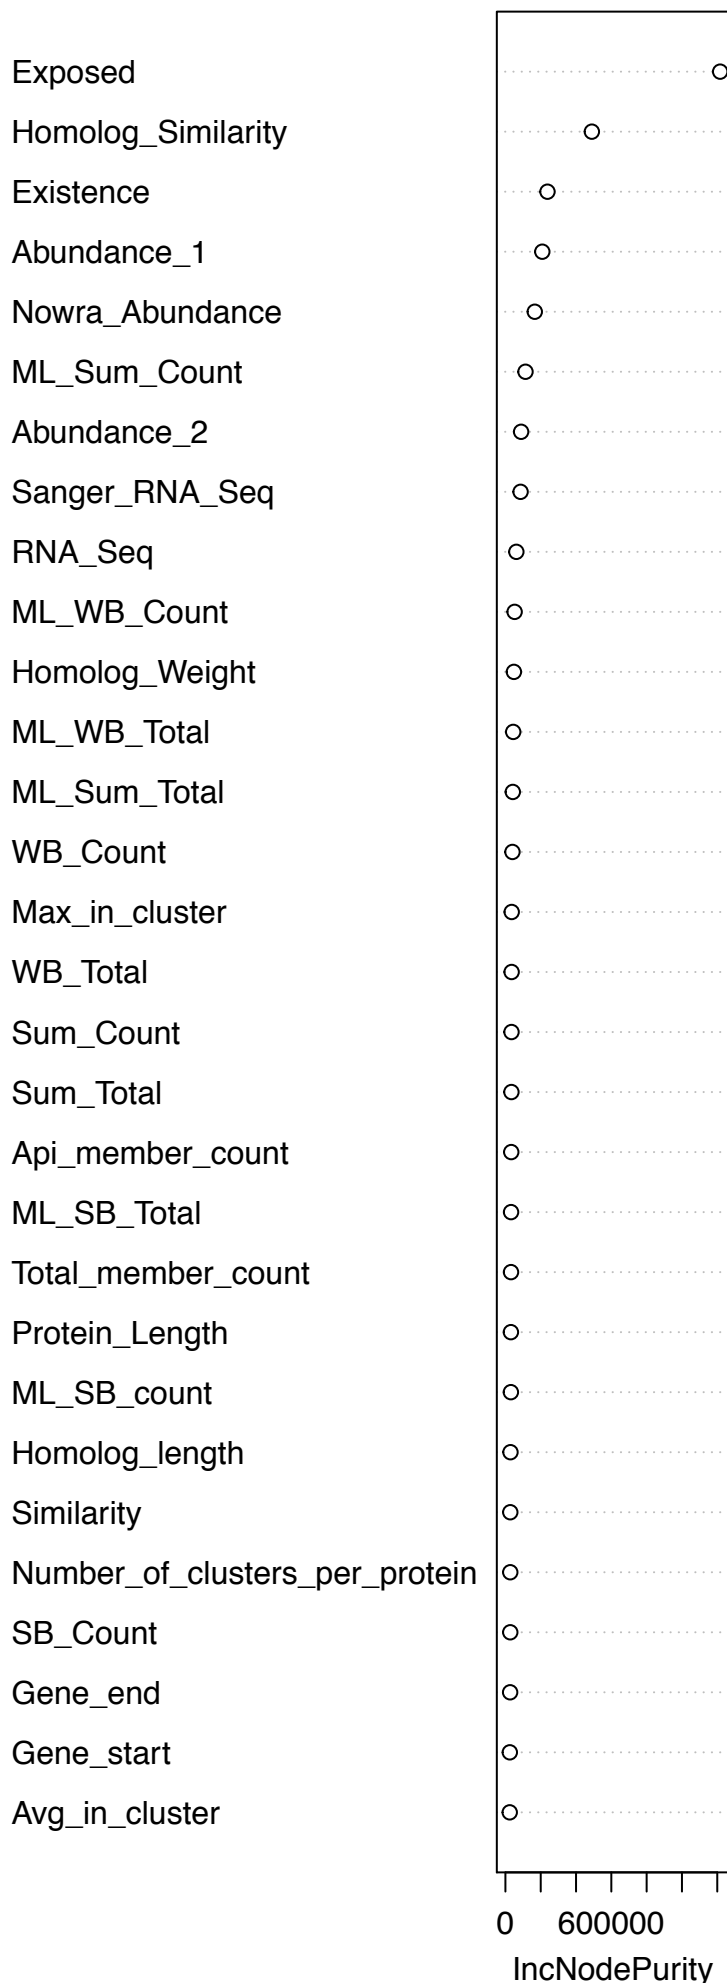 Exposed
Homolog_Similarity
Existence
Abundance_1
Nowra_Abundance
ML_Sum_Count
Abundance_2
Sanger_RNA_Seq
RNA_Seq
ML_WB_Count
Homolog_Weight
ML_WB_Total
ML_Sum_Total
WB_Count
Max_in_cluster
WB_Total
Sum_Count
Sum_Total
Api_member_count
ML_SB_Total
Total_member_count
Protein_Length
ML_SB_count
Homolog_length
Similarity
Number_of_clusters_per_protein
SB_Count
Gene_end
Gene_start
Avg_in_cluster
0 600000
IncNodePurity